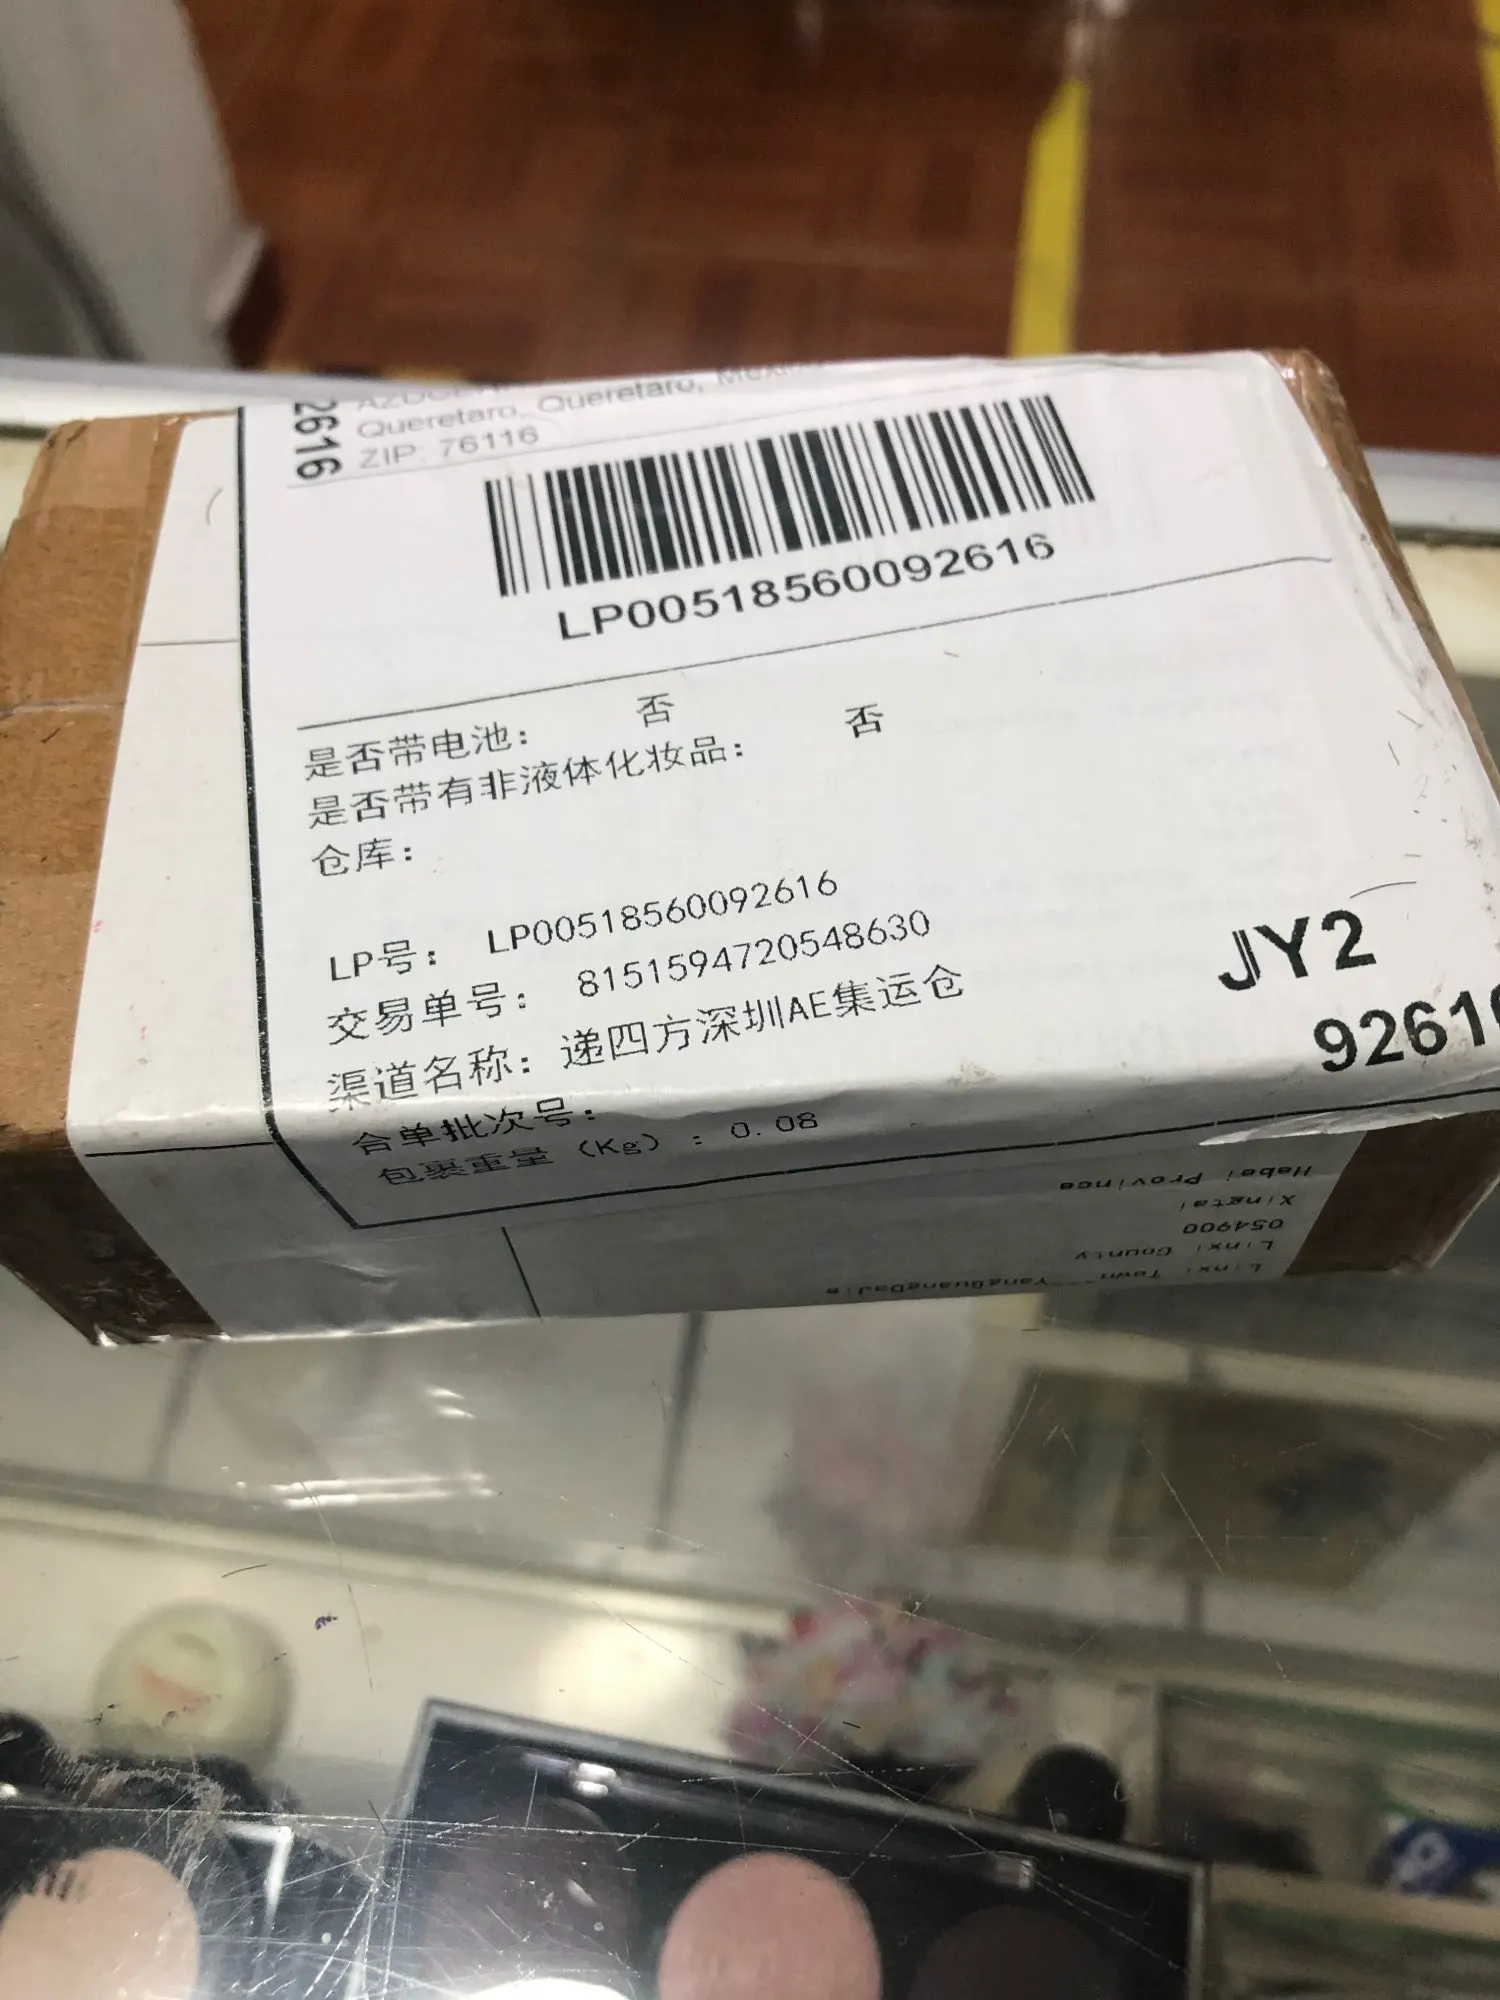 2616
Queretaro, Queretaro,
ZIP: 76116
LP00518560092616
是否带电池： 否
是否带有非液体化妆品： 否
仓库：
LP号： LP00518560092616
交易单号： 8151594720548630
渠道名称： 递四方深圳AE集运仓
合单批次号：
包裹重量（Kg）：0.08
JY2
9261
Linxi Town--YangGuangDaJie
Linxi County
054900
Xingtai
Hebei Province